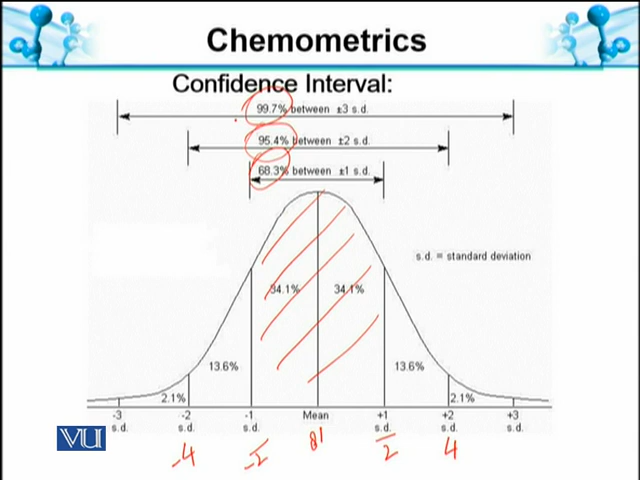 Chemometrics
Confidence Interval:
99.7% between ±3 s.d.
95.4% between ±2 s.d.
68.3% between ±1 s.d.
s.d. = standard deviation
34.1% 34.1%
13.6% 13.6%
2.1% 2.1%
-3 -2 -1 Mean +1 +2 +3
s.d. s.d. s.d. s.d. s.d. s.d.
VU -4 -2 81 2 4